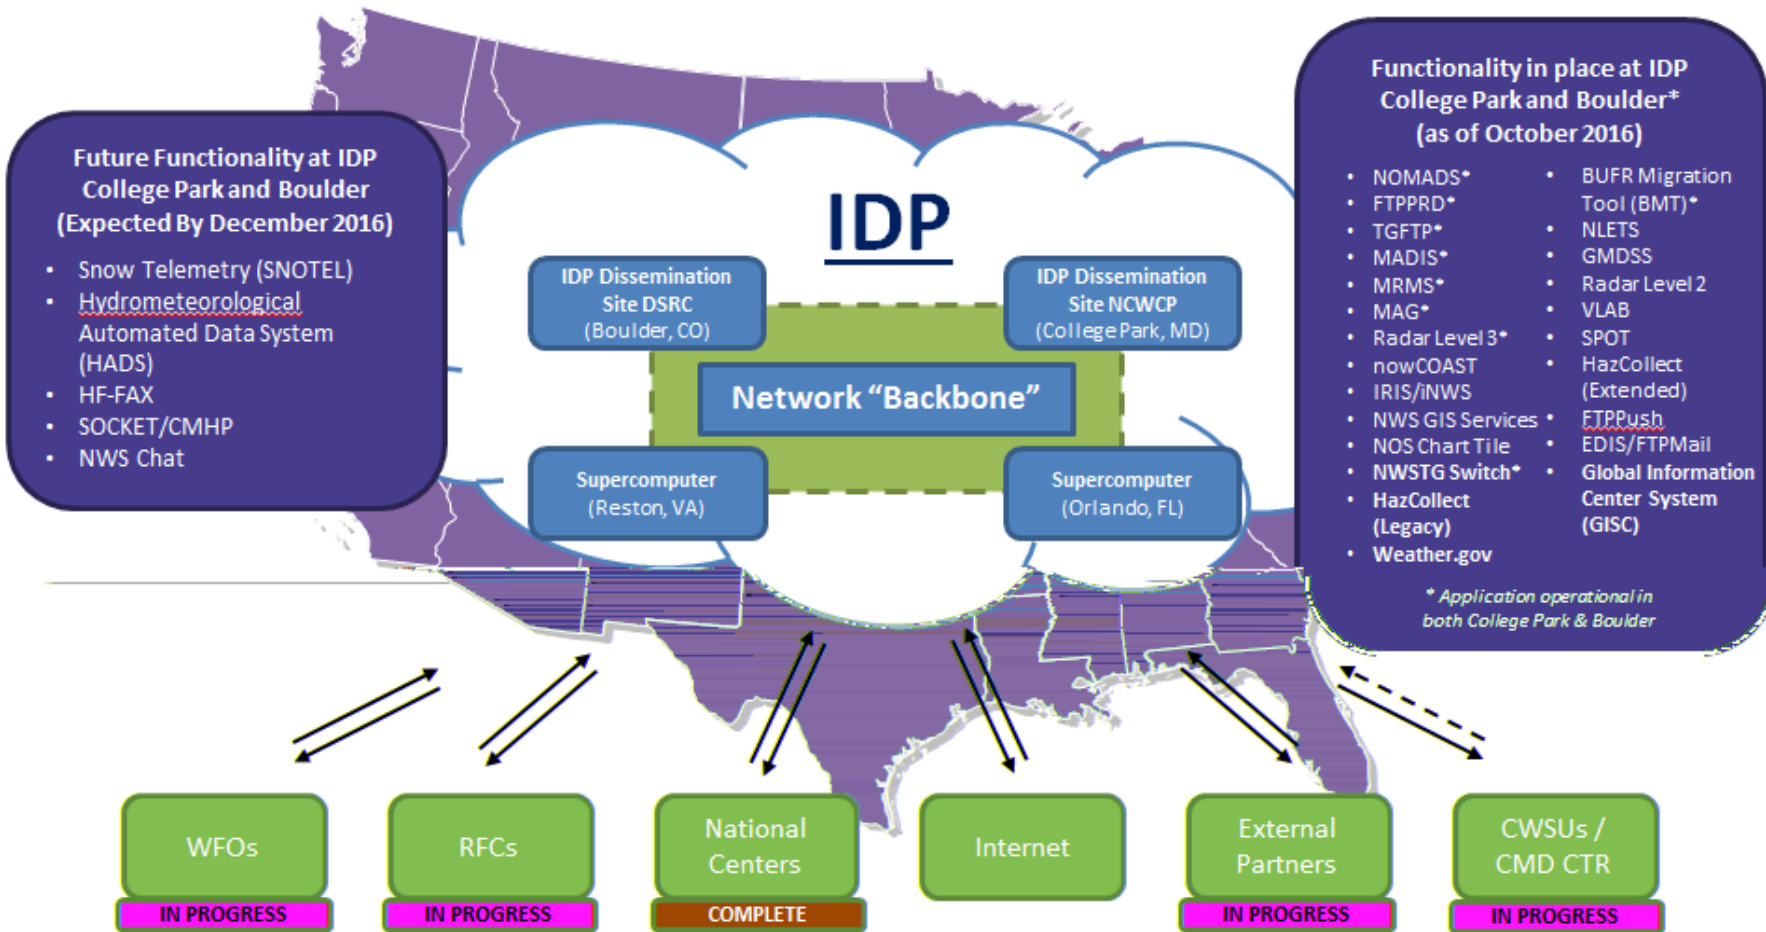 Future Functionality at IDP
College Park and Boulder
(Expected By December 2016)
• Snow Telemetry (SNOTEL)
• Hydrometeorological
Automated Data System
(HADS)
• HF-FAX
• SOCKET/CMHP
• NWS Chat
IDP
IDP Dissemination
Site DSRC
(Boulder, CO)
IDP Dissemination
Site NCWCP
(College Park, MD)
Network “Backbone”
Supercomputer
(Reston, VA)
Supercomputer
(Orlando, FL)
Functionality in place at IDP
College Park and Boulder*
(as of October 2016)
• NOMADS*
• FTPPRD*
• TGFTP*
• MADIS*
• MRMS*
• MAG*
• Radar Level 3*
• nowCOAST
• IRIS/iNWS
• NWS GIS Services
• NOS Chart Tile
• NWSTG Switch*
• HazCollect
(Legacy)
• Weather.gov
• BUFR Migration
Tool (BMT)*
• NLETS
• GMDSS
• Radar Level 2
• VLAB
• SPOT
• HazCollect
(Extended)
• FTPPush
• EDIS/FTPMail
• Global Information
Center System
(GISC)
* Application operational in
both College Park & Boulder
WFOs
IN PROGRESS
RFCs
IN PROGRESS
National
Centers
COMPLETE
Internet
External
Partners
IN PROGRESS
CWSUs /
CMD CTR
IN PROGRESS